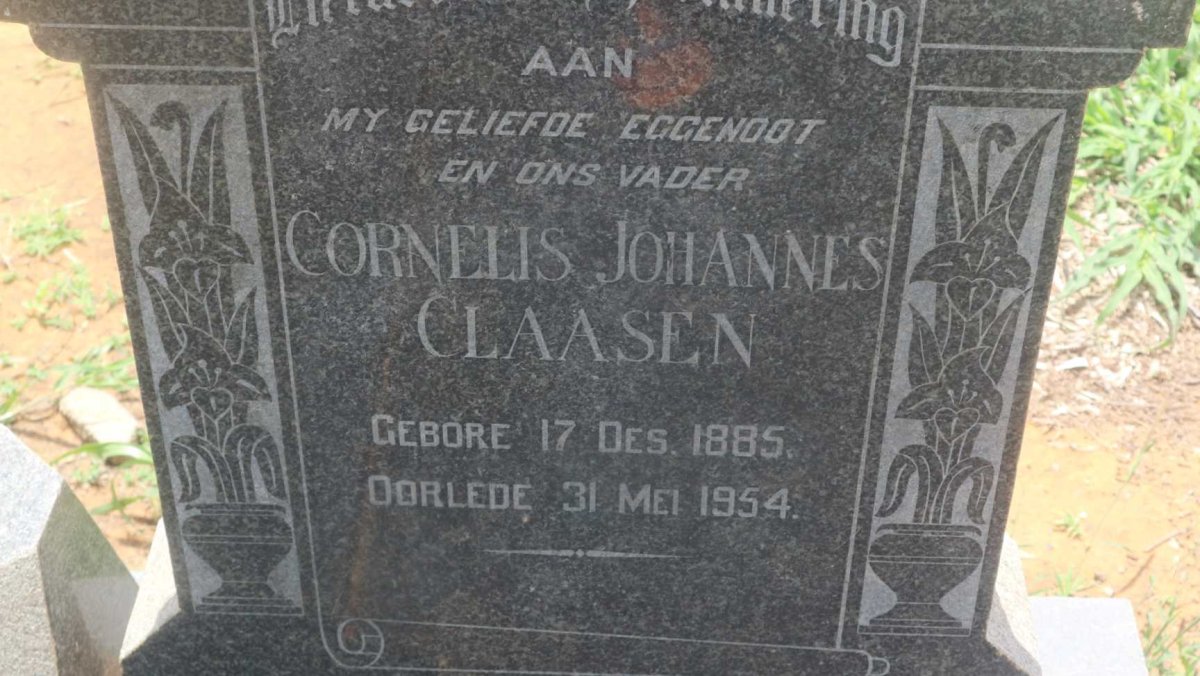 AAN
MY GELIEFDE EGGENOOT
EN ONS VADER
CORNELIS JOHANNES
CLAASEN
GEBORE 17 DES. 1885.
OORLEDE 31 MEI 1954.